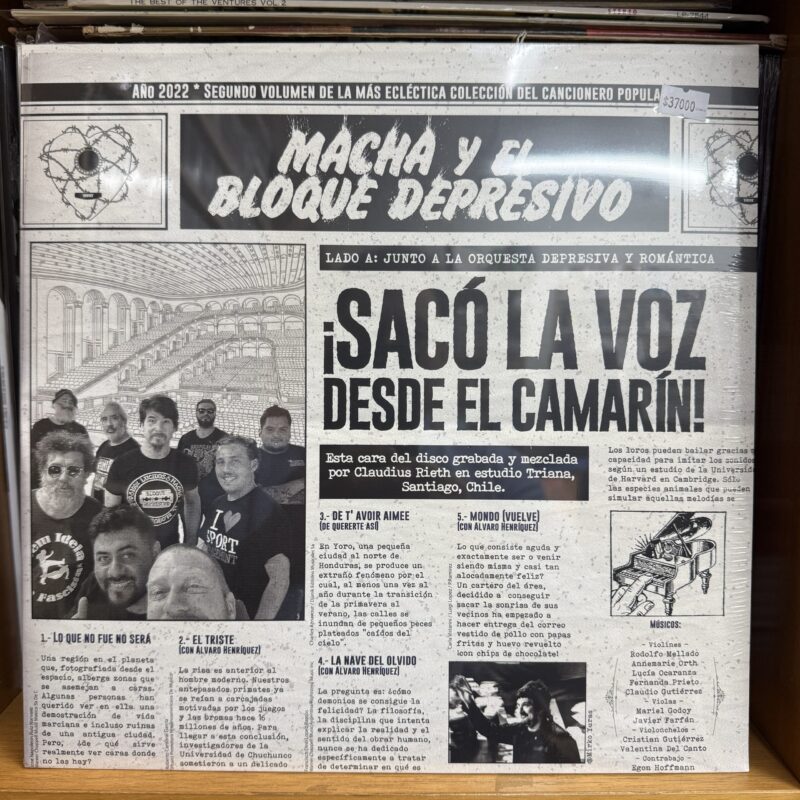 THE BEST OF THE VENTURES VOL 2
STEREO
AÑO 2022 * SEGUNDO VOLUMEN DE LA MÁS ECLÉCTICA COLECCIÓN DEL CANCIONERO POPULA
$37000
MACHA Y EL
BLOQUE DEPRESIVO
LADO A: JUNTO A LA ORQUESTA DEPRESIVA Y ROMÁNTICA
¡SACÓ LA VOZ
DESDE EL CAMARÍN!
Esta cara del disco grabada y mezclada
por Claudius Rieth en estudio Triana,
Santiago, Chile.
Los loros pueden bailar gracias
capacidad para imitar los sonidos
según un estudio de la Universid
de Harvard en Cambridge. Sólo
las especies animales que pueden
simular aquellas melodías se
BLOQUE
DEPRESIVO
I ♥
SPORT
1.- LO QUE NO FUE NO SERÁ
Una región en el planeta
que, fotografiada desde el
espacio, alberga zonas que
se asemejan a caras.
Algunas personas han
querido ver en ella una
demostración de vida
marciana e incluso ruinas
de una antigua ciudad.
Pero, ¿de qué sirve
realmente ver caras donde
no las hay?
2.- EL TRISTE
(CON ÁLVARO HENRÍQUEZ)
La risa es anterior al
hombre moderno. Nuestros
antepasados primates ya
se reían a carcajadas
motivadas por los juegos
y las bromas hace 16
millones de años. Para
llegar a esta conclusión,
investigadores de la
Universidad de Chuchunco
sometieron a un delicado
3.- DE T' AVOIR AIMEE
(DE QUERERTE ASÍ)
En Yoro, una pequeña
ciudad al norte de
Honduras, se produce un
extraño fenómeno por el
cual, al menos una vez al
año durante la transición
de la primavera al
verano, las calles se
inundan de pequeños peces
plateados "caídos del
cielo".
4.- LA NAVE DEL OLVIDO
(CON ÁLVARO HENRÍQUEZ)
La pregunta es: ¿cómo
demonios se consigue la
felicidad? La filosofía,
la disciplina que intenta
explicar la realidad y el
sentido del obrar humano,
nunca se ha dedicado
específicamente a tratar
de determinar en qué es
5.- MONDO (VUELVE)
(CON ÁLVARO HENRÍQUEZ)
Lo que consiste aguda y
exactamente ser o venir
siendo misma y casi tan
alocadamente feliz?
Un cartero del área,
decidido a conseguir
sacar la sonrisa de sus
vecinos ha empezado a
hacer entrega del correo
vestido de pollo con papas
fritas y huevo revuelto
¡con chips de chocolate!
@Mirko Yaras
MÚSICOS:
- Violines -
Rodolfo Mellado
Annemarie Orth
Lucía Ocaranza
Fernanda Prieto
Claudio Gutiérrez
- Violas -
Mariel Godoy
Javier Farfán
- Violonchelos -
Cristian Gutiérrez
Valentina Del Canto
- Contrabajo -
Egon Hoffmann